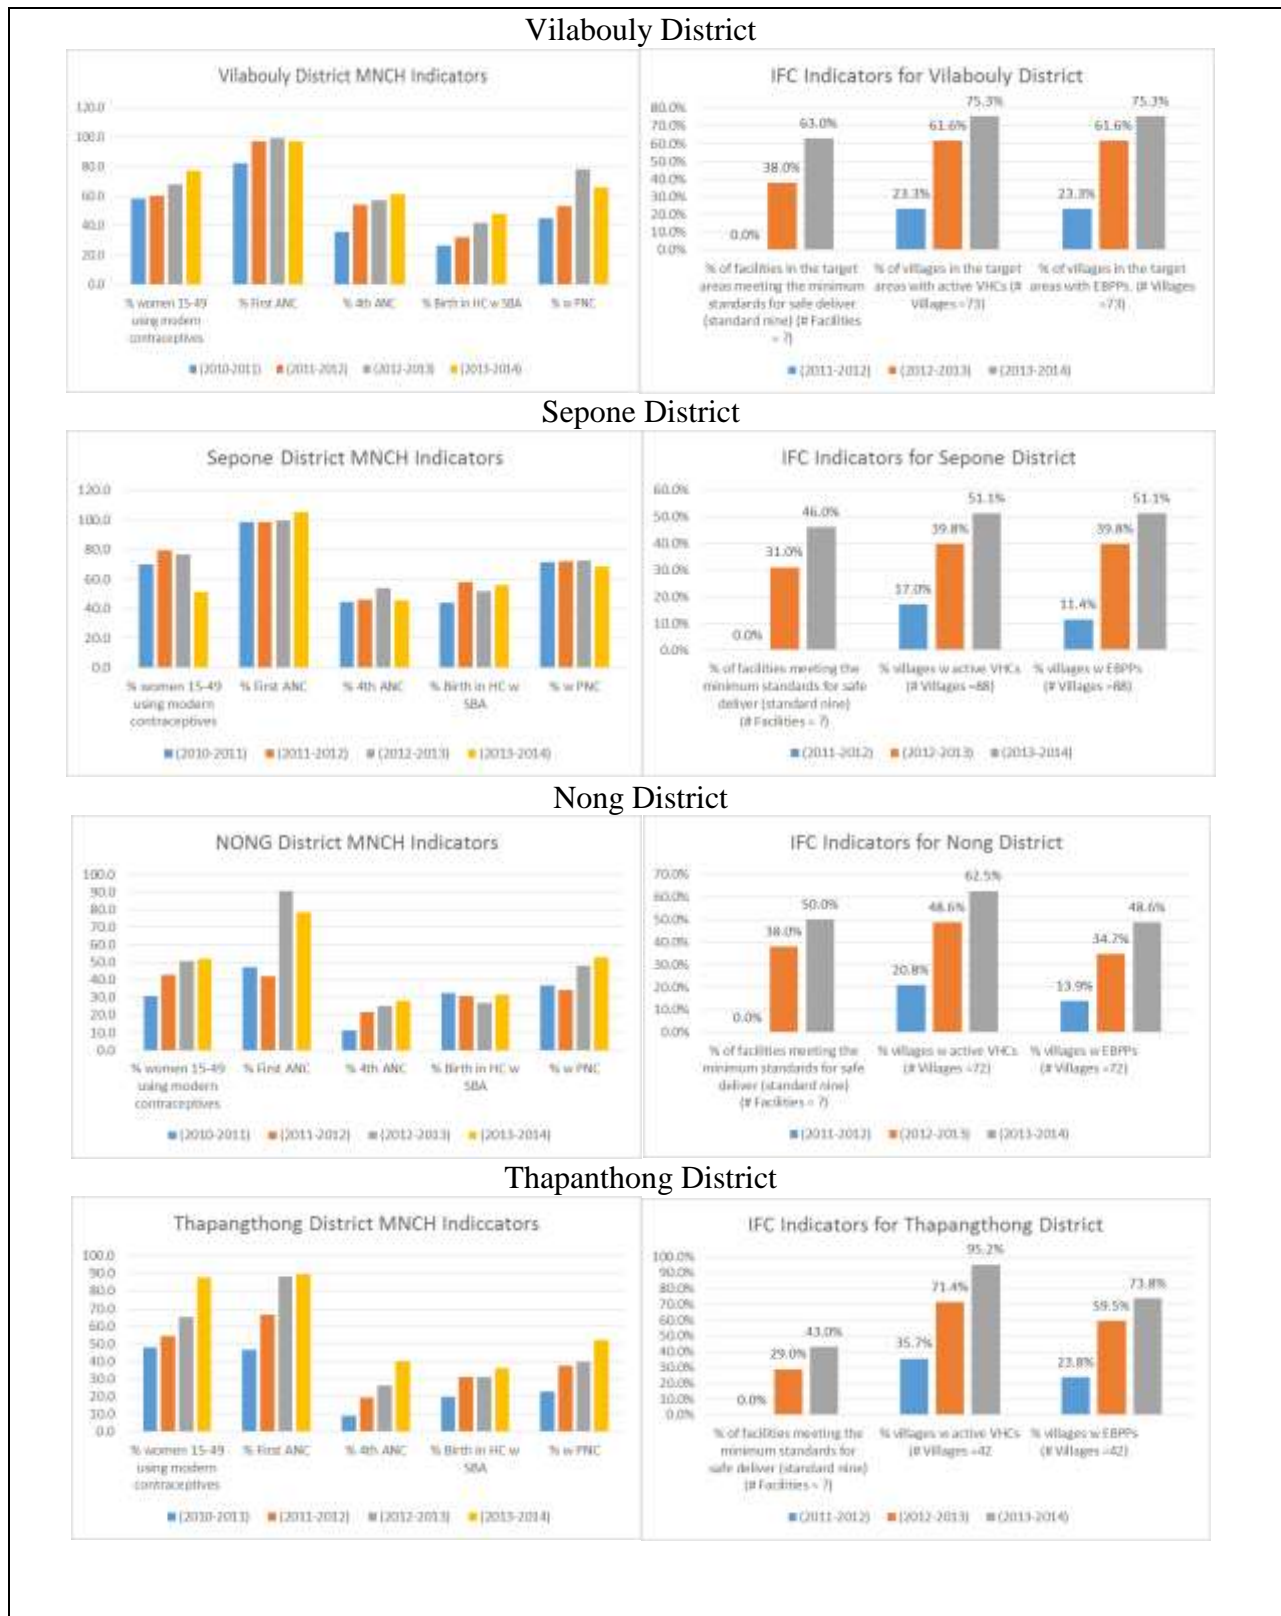 Vilabouly District
Vilabouly District MNCH Indicators
120.0
100.0
80.0
60.0
40.0
20.0
0.0
% women 15-49 % First ANC % 4th ANC % Birth in HC w SBA % w PNC
using modern
contraceptives
(2010-2011) (2011-2012) (2012-2013) (2013-2014)
IFC Indicators for Vilabouly District
80.0%
70.0%
60.0%
50.0%
40.0%
30.0%
20.0%
10.0%
0.0%
0.0% 38.0% 63.0% 23.3% 61.6% 75.3% 23.3% 61.6% 75.3%
% of facilities in the target % of villages in the target % of villages in the target
areas meeting the minimum areas with active VHCs (# areas with EBPPs. (# Villages
standards for safe deliver Villages =73) =73)
(standard nine) (# Facilities
= ?)
(2011-2012) (2012-2013) (2013-2014)
Sepone District
Sepone District MNCH Indicators
120.0
100.0
80.0
60.0
40.0
20.0
0.0
% women 15-49 % First ANC % 4th ANC % Birth in HC w % w PNC
using modern SBA
contraceptives
(2010-2011) (2011-2012) (2012-2013) (2013-2014)
IFC Indicators for Sepone District
60.0%
50.0%
40.0%
30.0%
20.0%
10.0%
0.0%
0.0% 31.0% 46.0% 17.0% 39.8% 51.1% 11.4% 39.8% 51.1%
% of facilities meeting the % villages w active VHCs % villages w EBPPs
minimum standards for safe (# Villages =88) (# Villages =88)
deliver (standard nine)
(# Facilities = ?)
(2011-2012) (2012-2013) (2013-2014)
Nong District
NONG District MNCH Indicators
100.0
90.0
80.0
70.0
60.0
50.0
40.0
30.0
20.0
10.0
0.0
% women 15-49 % First ANC % 4th ANC % Birth in HC w % w PNC
using modern SBA
contraceptives
(2010-2011) (2011-2012) (2012-2013) (2013-2014)
IFC Indicators for Nong District
70.0%
60.0%
50.0%
40.0%
30.0%
20.0%
10.0%
0.0%
0.0% 38.0% 50.0% 20.8% 48.6% 62.5% 13.9% 34.7% 48.6%
% of facilities meeting the % villages w active VHCs % villages w EBPPs
minimum standards for safe (# Villages =72) (# Villages =72)
deliver (standard nine)
(# Facilities = ?)
(2011-2012) (2012-2013) (2013-2014)
Thapanthong District
Thapangthong District MNCH Indiccators
100.0
90.0
80.0
70.0
60.0
50.0
40.0
30.0
20.0
10.0
0.0
% women 15-49 % First ANC % 4th ANC % Birth in HC w % w PNC
using modern SBA
contraceptives
(2010-2011) (2011-2012) (2012-2013) (2013-2014)
IFC Indicators for Thapangthong District
100.0%
90.0%
80.0%
70.0%
60.0%
50.0%
40.0%
30.0%
20.0%
10.0%
0.0%
0.0% 29.0% 43.0% 35.7% 71.4% 95.2% 23.8% 59.5% 73.8%
% of facilities meeting the % villages w active VHCs % villages w EBPPs
minimum standards for (# Villages =42 (# Villages =42)
safe deliver (standard nine)
(# Facilities = ?)
(2011-2012) (2012-2013) (2013-2014)